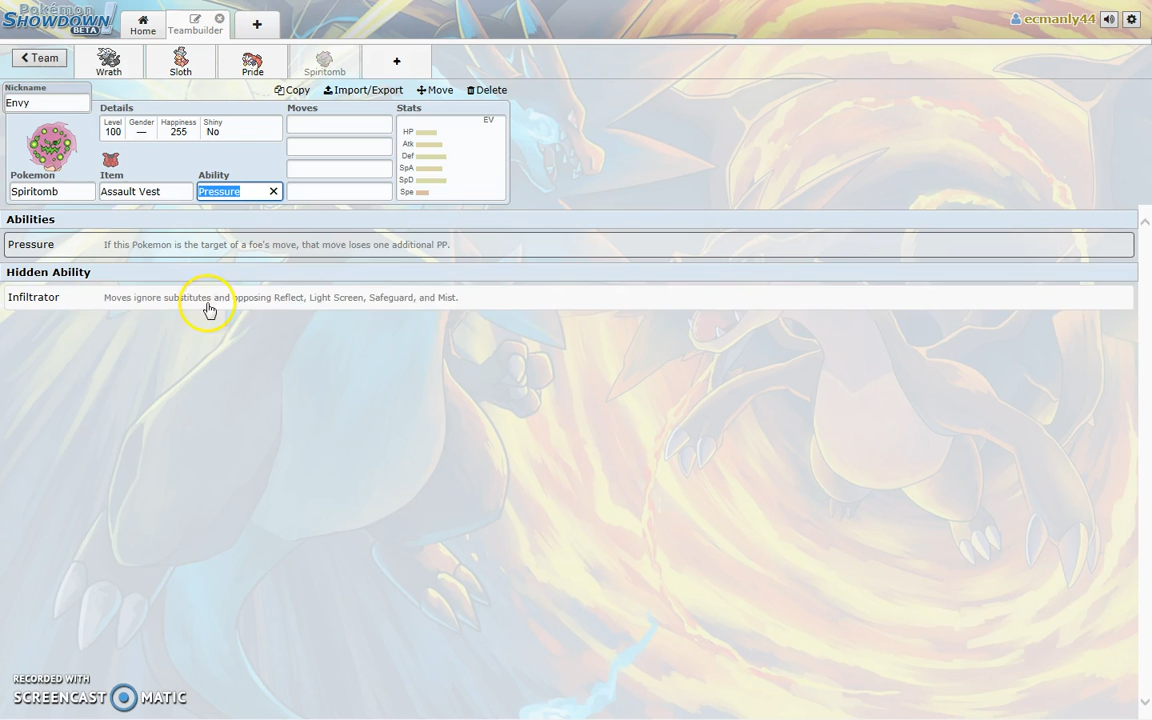 Pokémon
SHOWDOWN!
BETA
Home
Teambuilder
+
ecmanly44
< Team
Wrath
Sloth
Pride
Spiritomb
+
Nickname
Envy
Copy
Import/Export
Move
Delete
Details
Moves
Stats
Level
Gender
Happiness
Shiny
100
—
255
No
EV
HP
Atk
Def
SpA
SpD
Spe
Pokemon
Item
Ability
Spiritomb
Assault Vest
Pressure
Abilities
Pressure If this Pokemon is the target of a foe's move, that move loses one additional PP.
Hidden Ability
Infiltrator Moves ignore substitutes and opposing Reflect, Light Screen, Safeguard, and Mist.
RECORDED WITH
SCREENCAST MATIC